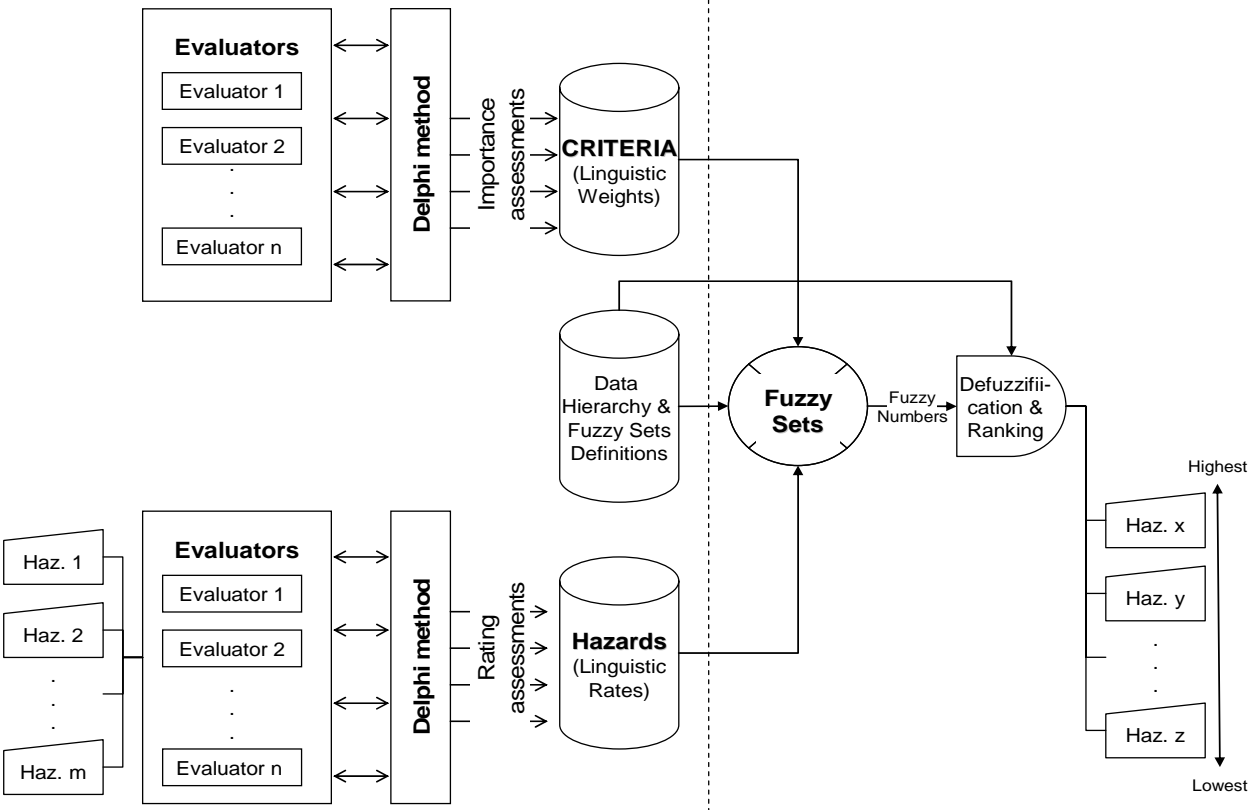 Evaluators
Evaluator 1
Evaluator 2
.
.
.
Evaluator n
Delphi method
Importance
assessments
CRITERIA
(Linguistic
Weights)
Data
Hierarchy &
Fuzzy Sets
Definitions
Fuzzy
Sets
Fuzzy
Numbers
Defuzzifii-
cation &
Ranking
Haz. 1
Haz. 2
. .
. .
. .
Haz. m
Evaluators
Evaluator 1
Evaluator 2
.
.
.
.
Evaluator n
Delphi method
Rating
assessments
Hazards
(Linguistic
Rates)
Highest
Haz. x
Haz. y
. .
. .
. .
Haz. z
Lowest